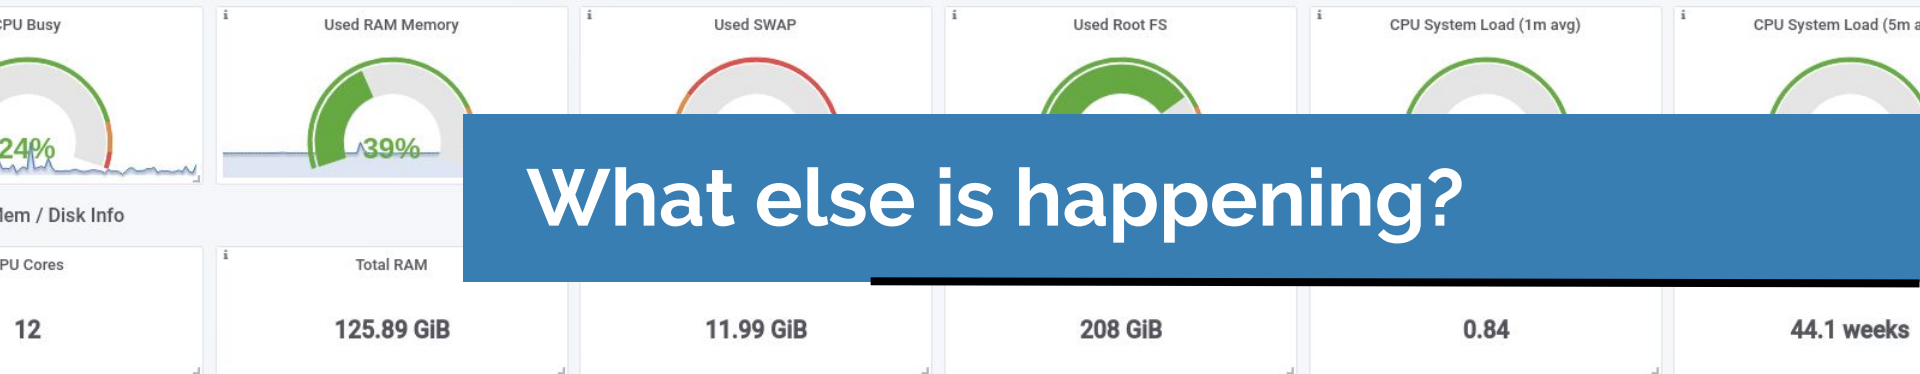 CPU Busy
i Used RAM Memory
i Used SWAP
i Used Root FS
i CPU System Load (1m avg)
i CPU System Load (5m a
24%
39%
What else is happening?
Mem / Disk Info
PU Cores
i Total RAM
12
125.89 GiB
11.99 GiB
208 GiB
0.84
44.1 weeks